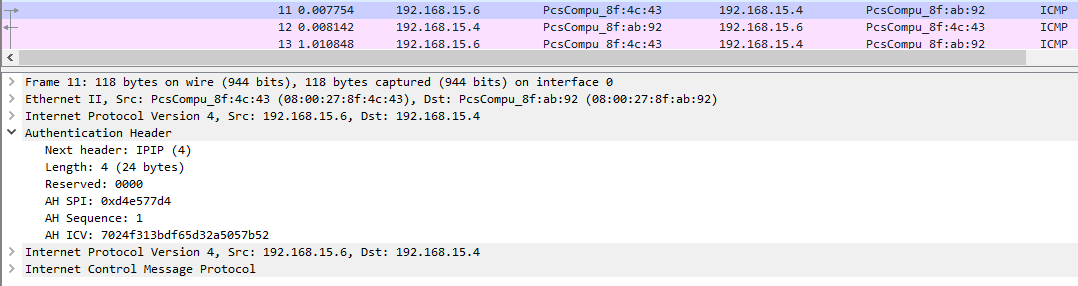 11 0.007754 192.168.15.6 PcsCompu_8f:4c:43 192.168.15.4 PcsCompu_8f:ab:92 ICMP
12 0.008142 192.168.15.4 PcsCompu_8f:ab:92 192.168.15.6 PcsCompu_8f:4c:43 ICMP
13 1.010848 192.168.15.6 PcsCompu 8f:4c:43 192.168.15.4 PcsCompu 8f:ab:92 ICMP
Frame 11: 118 bytes on wire (944 bits), 118 bytes captured (944 bits) on interface 0
Ethernet II, Src: PcsCompu_8f:4c:43 (08:00:27:8f:4c:43), Dst: PcsCompu_8f:ab:92 (08:00:27:8f:ab:92)
Internet Protocol Version 4, Src: 192.168.15.6, Dst: 192.168.15.4
Authentication Header
Next header: IPIP (4)
Length: 4 (24 bytes)
Reserved: 0000
AH SPI: 0xd4e577d4
AH Sequence: 1
AH ICV: 7024f313bdf65d32a5057b52
Internet Protocol Version 4, Src: 192.168.15.6, Dst: 192.168.15.4
Internet Control Message Protocol